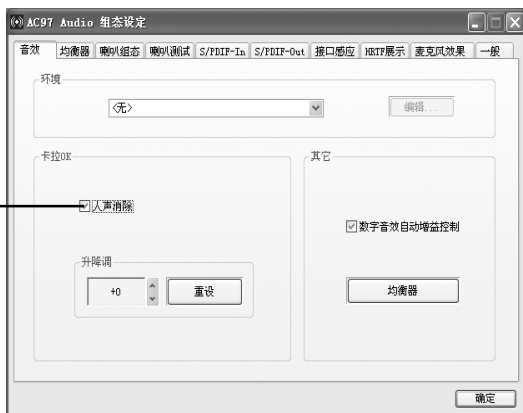 AC97 Audio 组态设定
音效 均衡器 喇叭组态 喇叭测试 S/PDIF-In S/PDIF-Out 接口感应 HRTF展示 麦克风效果 一般
环境
<无>
编辑...
卡拉OK
其它
人声消除
数字音效自动增益控制
升降调
+0
重设
均衡器
确定